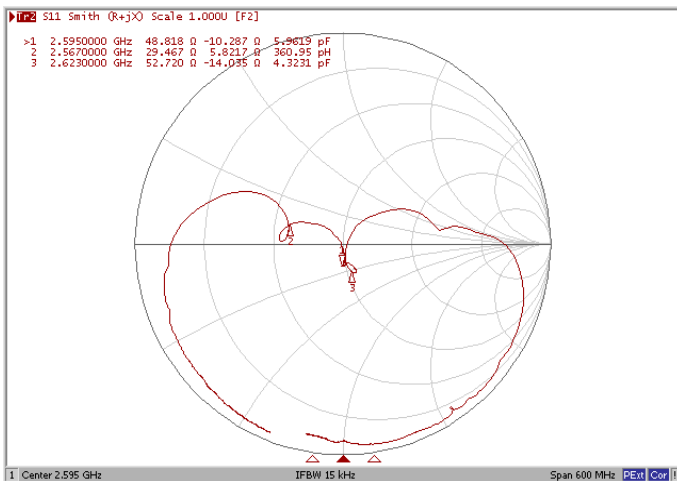 Tr2 S11 Smith (R+jX) Scale 1.000U [F2]
>1 2.5950000 GHz 48.818 Ω -10.287 Ω 5.9619 pF
2 2.5670000 GHz 29.467 Ω 5.8217 Ω 360.95 pH
3 2.6230000 GHz 52.720 Ω -14.035 Ω 4.3231 pF
2
3
1 Center 2.595 GHz IFBW 15 kHz Span 600 MHz PExt Cor !